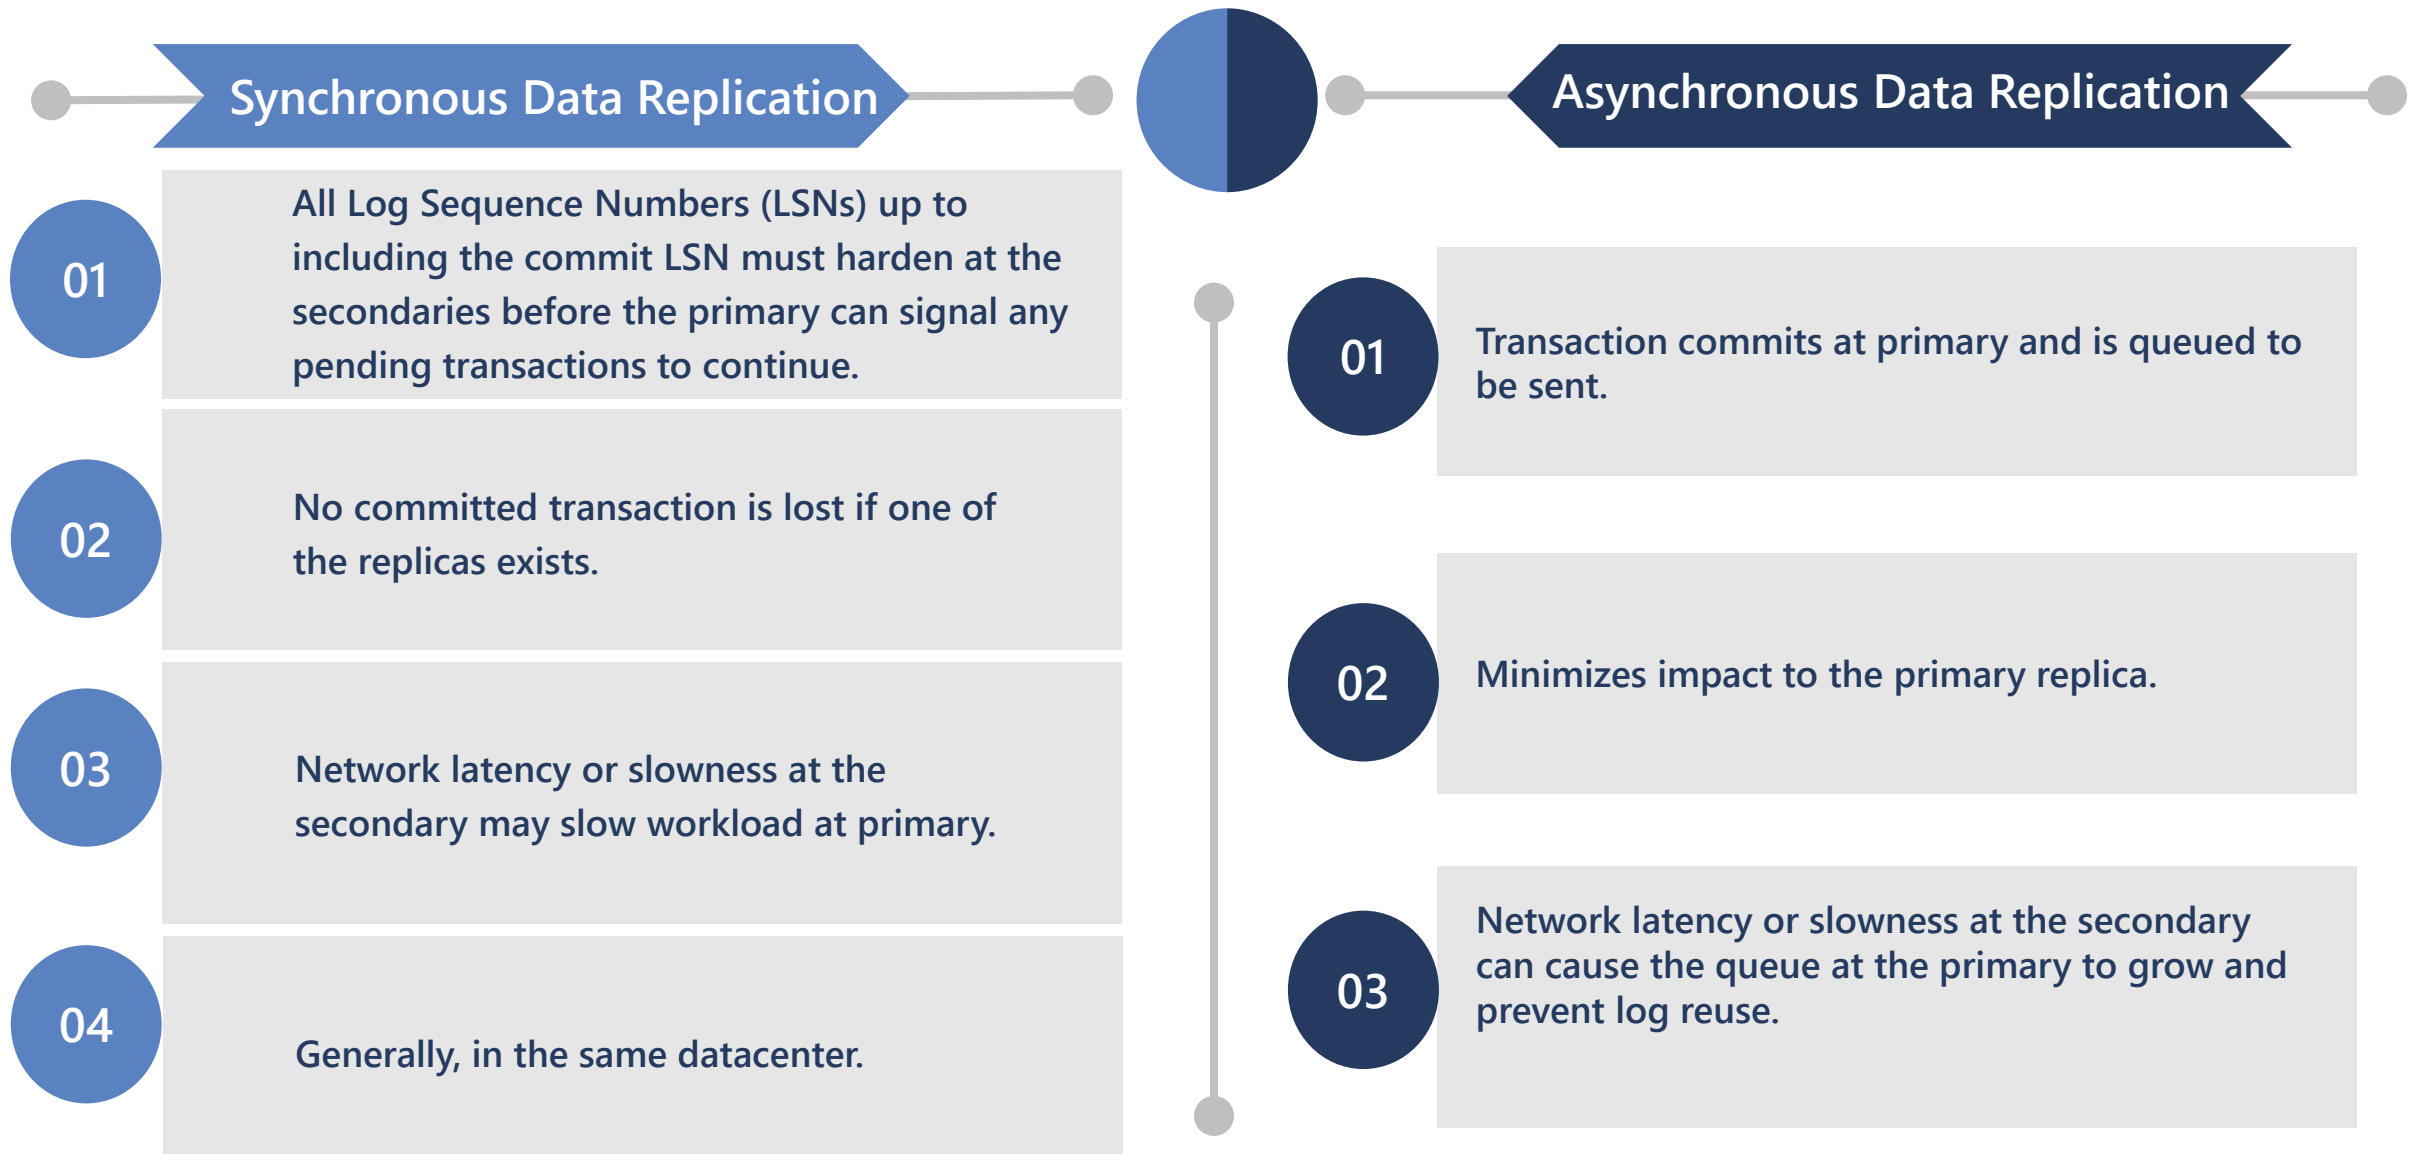 Synchronous Data Replication
01
All Log Sequence Numbers (LSNs) up to
including the commit LSN must harden at the
secondaries before the primary can signal any
pending transactions to continue.
02
No committed transaction is lost if one of
the replicas exists.
03
Network latency or slowness at the
secondary may slow workload at primary.
04
Generally, in the same datacenter.
Asynchronous Data Replication
01
Transaction commits at primary and is queued to
be sent.
02
Minimizes impact to the primary replica.
03
Network latency or slowness at the secondary
can cause the queue at the primary to grow and
prevent log reuse.